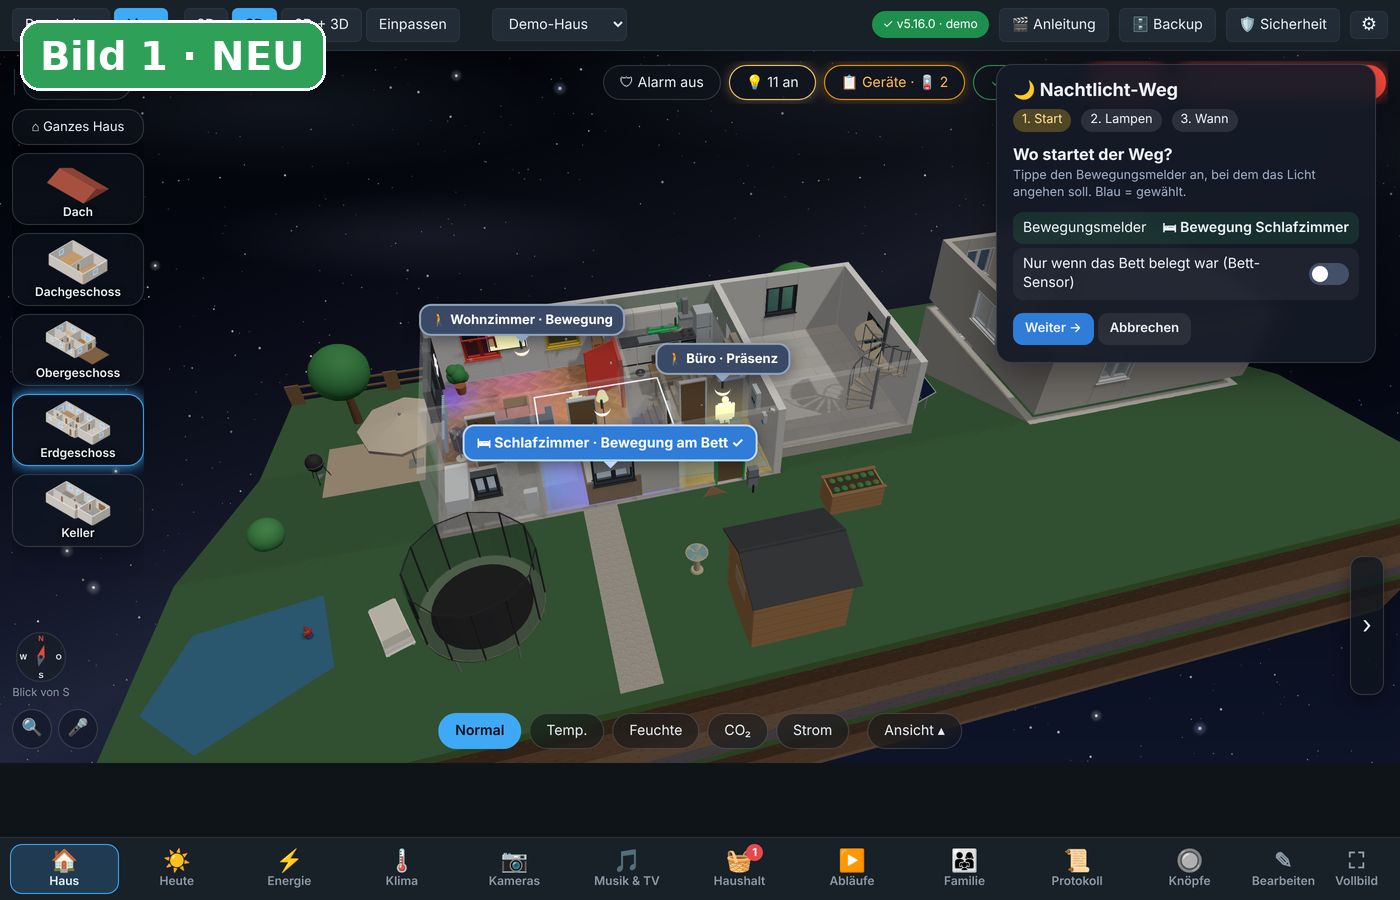 Bild 1 · NEU
3D
Einpassen
Demo-Haus
✓ v5.16.0 · demo
Anleitung
Backup
Sicherheit
Alarm aus
11 an
Geräte · 2
Ganzes Haus
Dach
Dachgeschoss
Obergeschoss
Erdgeschoss
Keller
Nachtlicht-Weg
1. Start
2. Lampen
3. Wann
Wo startet der Weg?
Tippe den Bewegungsmelder an, bei dem das Licht
angehen soll. Blau = gewählt.
Bewegungsmelder
Bewegung Schlafzimmer
Nur wenn das Bett belegt war (Bett-
Sensor)
Weiter →
Abbrechen
Wohnzimmer · Bewegung
Büro · Präsenz
Schlafzimmer · Bewegung am Bett ✓
N
W
O
S
Blick von S
Normal
Temp.
Feuchte
CO₂
Strom
Ansicht ▴
Haus
Heute
Energie
Klima
Kameras
Musik & TV
1
Haushalt
Abläufe
Familie
Protokoll
Knöpfe
Bearbeiten
Vollbild